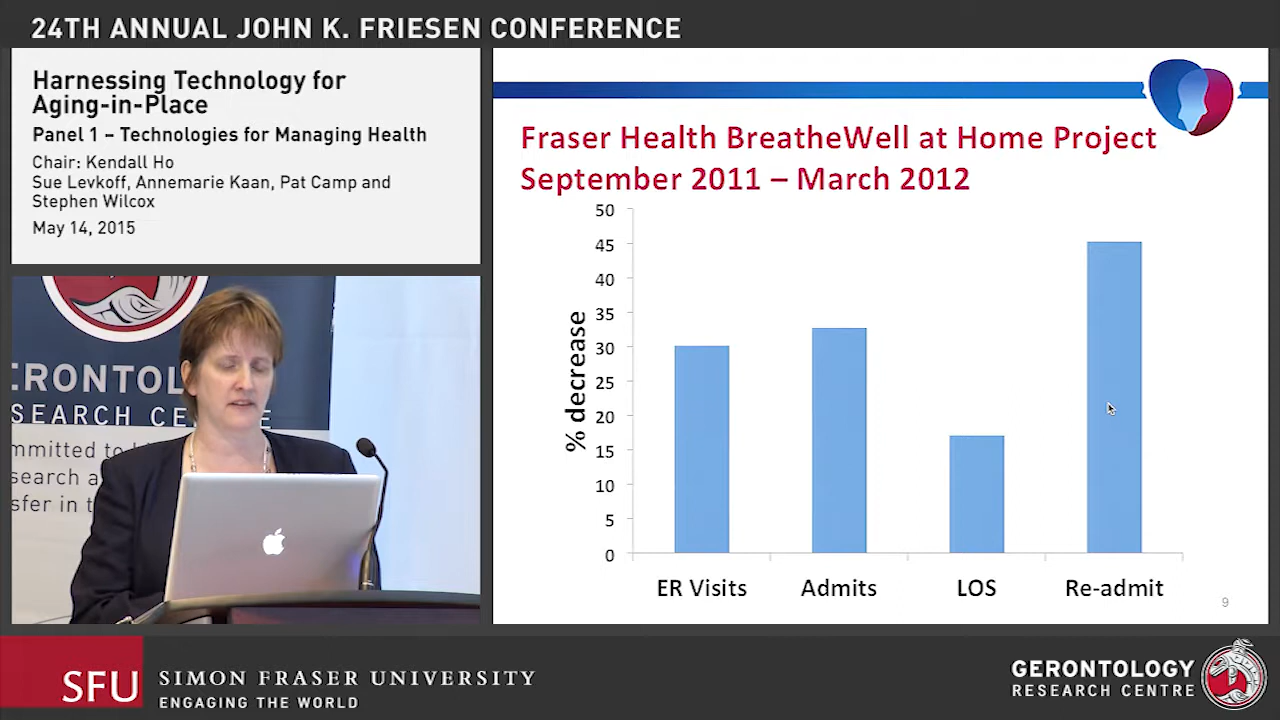 24TH ANNUAL JOHN K. FRIESEN CONFERENCE
Harnessing Technology for
Aging-in-Place
Panel 1 – Technologies for Managing Health
Chair: Kendall Ho
Sue Levkoff, Annemarie Kaan, Pat Camp and
Stephen Wilcox
May 14, 2015
Fraser Health BreatheWell at Home Project
September 2011 – March 2012
% decrease
50
45
40
35
30
25
20
15
10
5
0
ER Visits
Admits
LOS
Re-admit
9
SFU
SIMON FRASER UNIVERSITY
ENGAGING THE WORLD
GERONTOLOGY
RESEARCH CENTRE